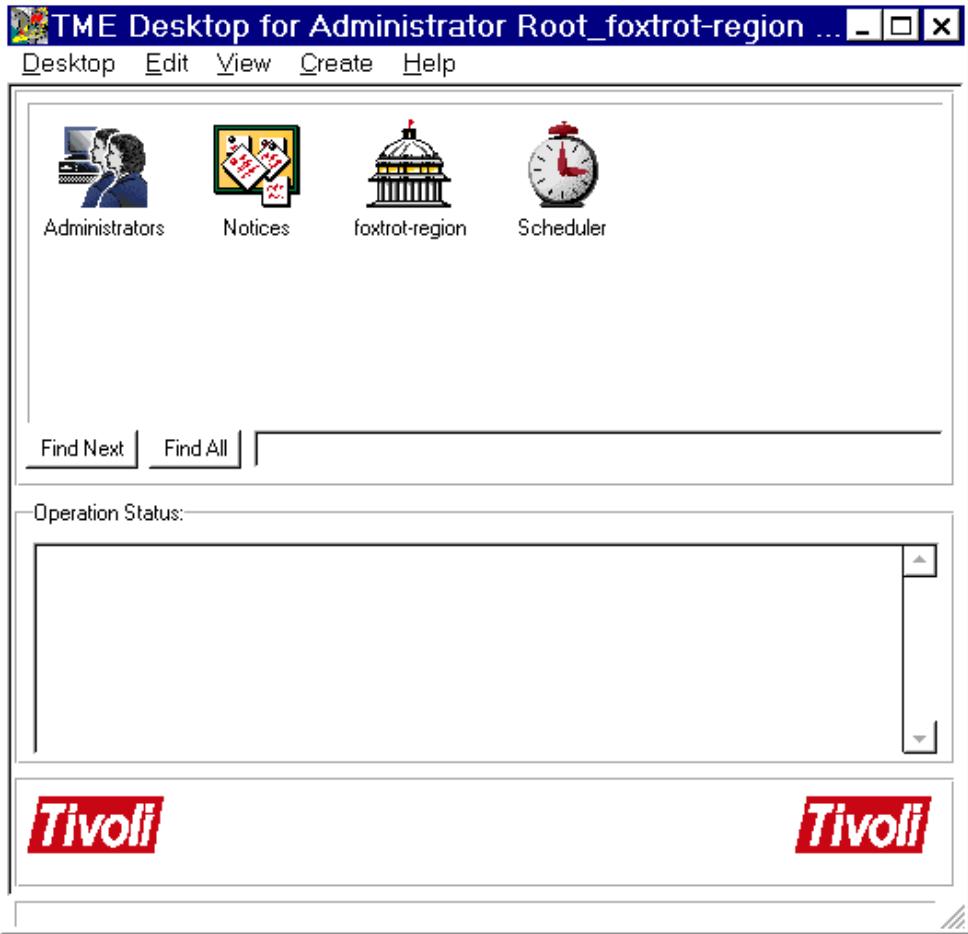 TME Desktop for Administrator Root_foxtrot-region ...
Desktop Edit View Create Help
Administrators Notices foxtrot-region Scheduler
Find Next Find All
Operation Status:
Tivoli Tivoli